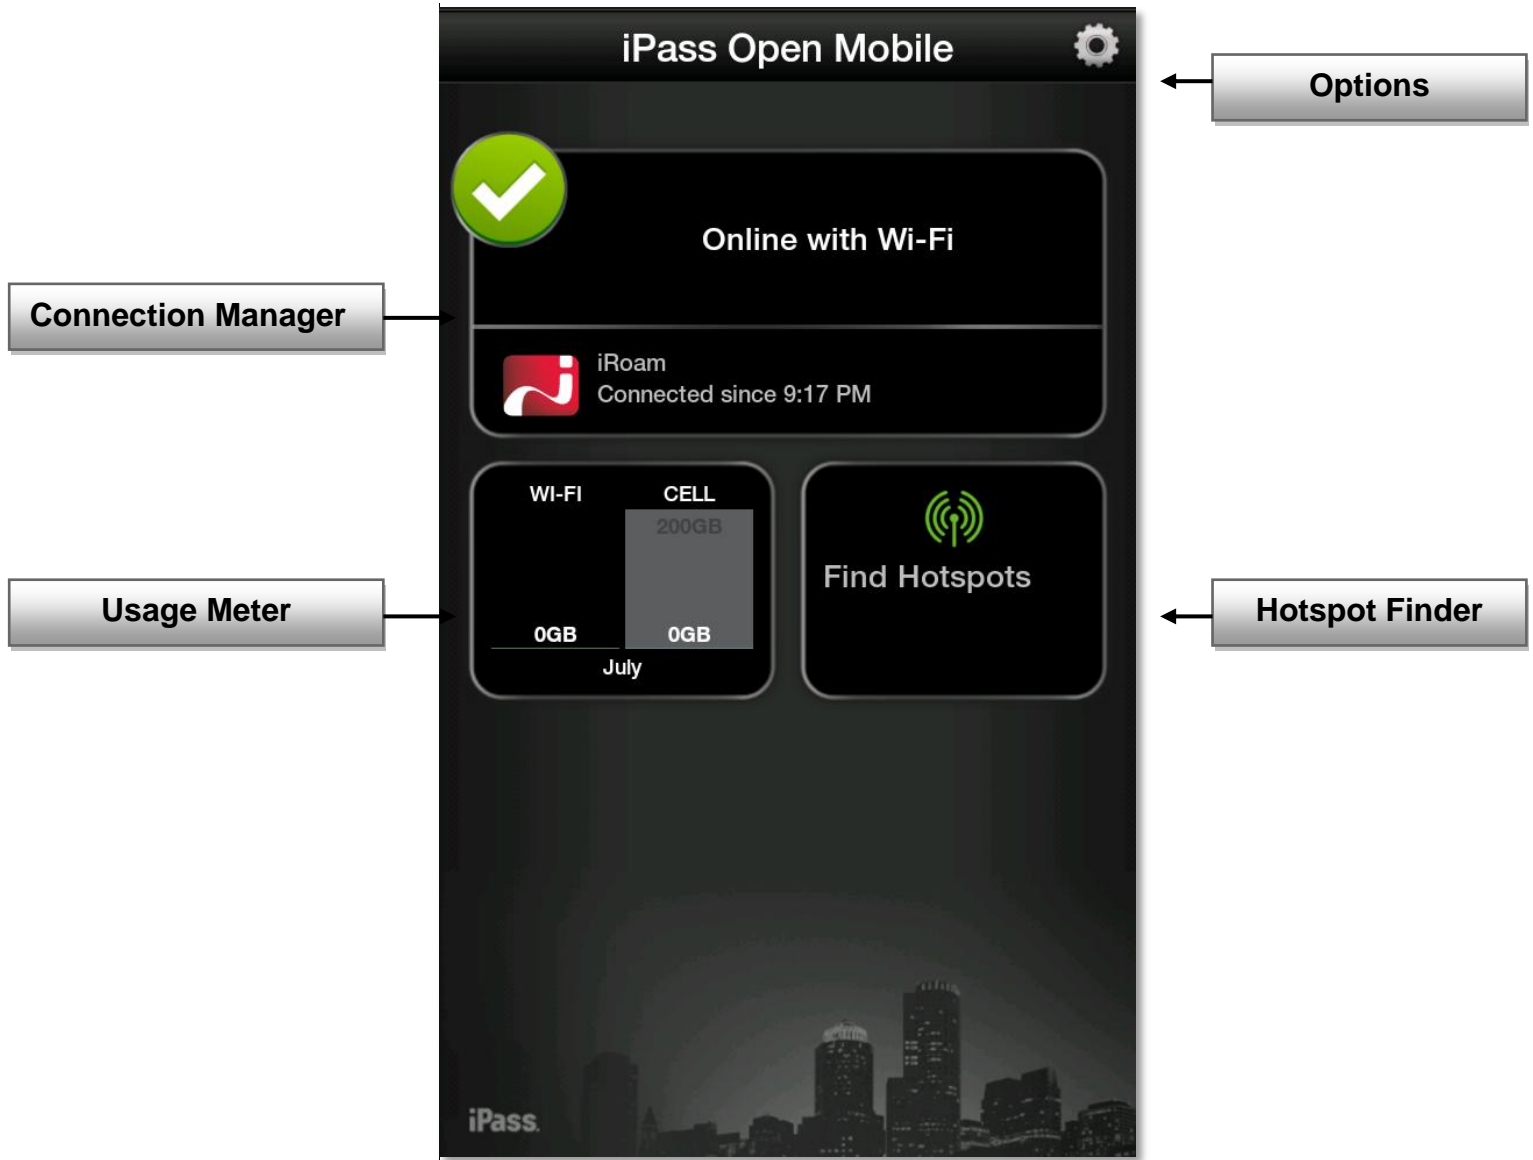 iPass Open Mobile
Options
Online with Wi-Fi
Connection Manager
iRoam
Connected since 9:17 PM
WI-FI CELL
200GB
Find Hotspots
Usage Meter
Hotspot Finder
0GB 0GB
July
iPass